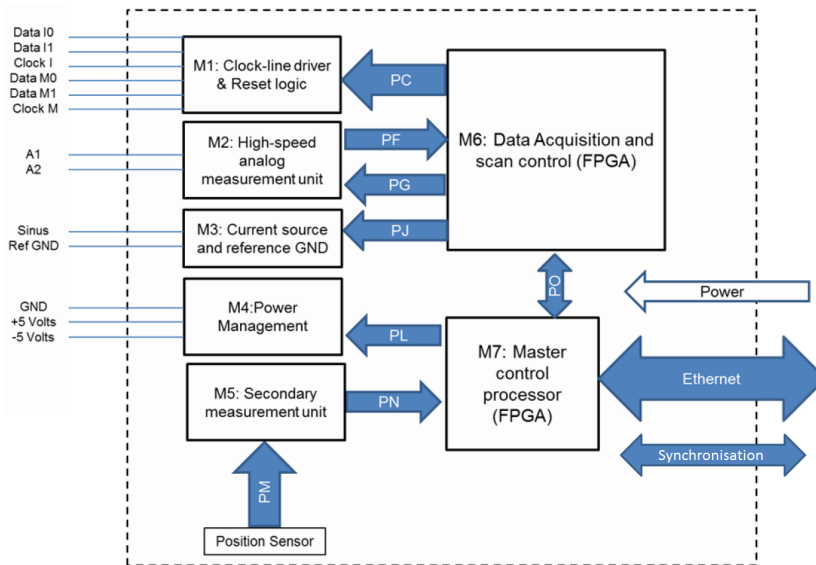 Data I0
Data I1
Clock I
Data M0
Data M1
Clock M
M1: Clock-line driver
& Reset logic
PC
A1
A2
M2: High-speed
analog
measurement unit
PF
PG
M6: Data Acquisition and
scan control (FPGA)
Sinus
Ref GND
M3: Current source
and reference GND
PJ
PO
Power
GND
+5 Volts
-5 Volts
M4:Power
Management
PL
M7: Master
control
processor
(FPGA)
Ethernet
M5: Secondary
measurement unit
PN
Synchronisation
PM
Position Sensor